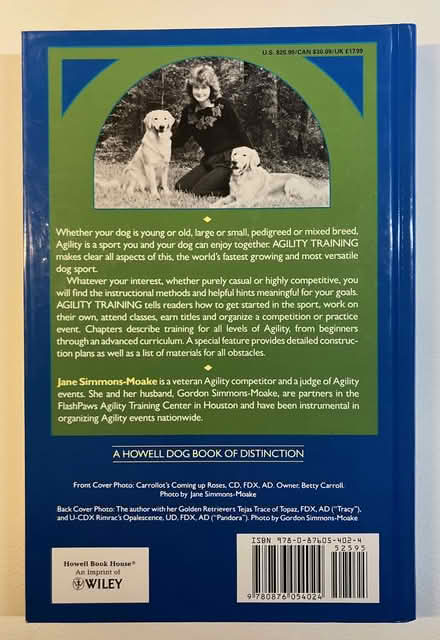 U.S. $25.95/CAN $30.09/UK £17.99
Whether your dog is young or old, large or small, pedigreed or mixed breed,
Agility is a sport you and your dog can enjoy together. AGILITY TRAINING
makes clear all aspects of this, the world's fastest growing and most versatile
dog sport.
Whatever your interest, whether purely casual or highly competitive, you
will find the instructional methods and helpful hints meaningful for your goals.
AGILITY TRAINING tells readers how to get started in the sport, work on
their own, attend classes, earn titles and organize a competition or practice
event. Chapters describe training for all levels of Agility, from beginners
through an advanced curriculum. A special feature provides detailed construc-
tion plans as well as a list of materials for all obstacles.
Jane Simmons-Moake is a veteran Agility competitor and a judge of Agility
events. She and her husband, Gordon Simmons-Moake, are partners in the
FlashPaws Agility Training Center in Houston and have been instrumental in
organizing Agility events nationwide.
A HOWELL DOG BOOK OF DISTINCTION
Front Cover Photo: Carrollot's Coming up Roses, CD, FDX, AD. Owner, Betty Carroll.
Photo by Jane Simmons-Moake
Back Cover Photo: The author with her Golden Retrievers Tejas Trace of Topaz, FDX, AD ("Tracy"),
and U-CDX Rimrac's Opalescence, UD, FDX, AD ("Pandora"). Photo by Gordon Simmons-Moake
Howell Book House®
An Imprint of
WILEY
ISBN 978-0-87605-402-4
52595
9 780876 054024